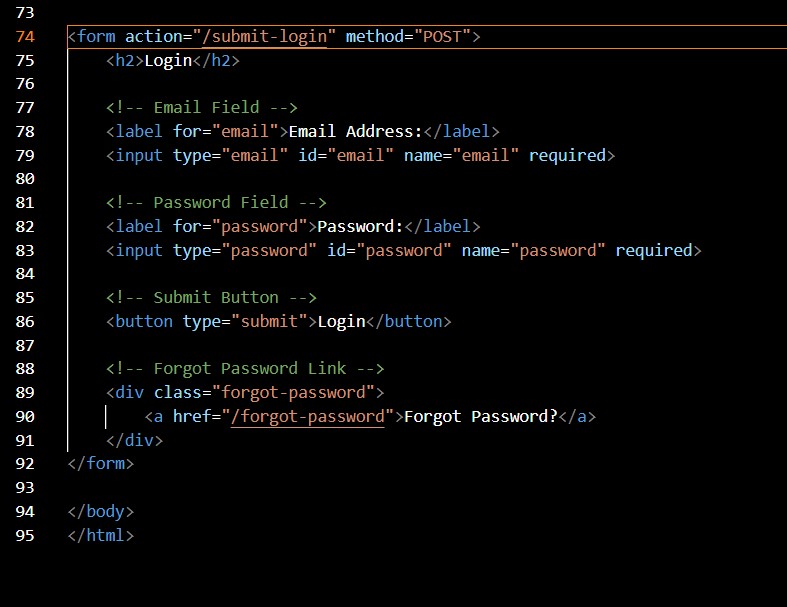 73
74 <form action="/submit-login" method="POST">
75     <h2>Login</h2>
76
77     <!-- Email Field -->
78     <label for="email">Email Address:</label>
79     <input type="email" id="email" name="email" required>
80
81     <!-- Password Field -->
82     <label for="password">Password:</label>
83     <input type="password" id="password" name="password" required>
84
85     <!-- Submit Button -->
86     <button type="submit">Login</button>
87
88     <!-- Forgot Password Link -->
89     <div class="forgot-password">
90         <a href="/forgot-password">Forgot Password?</a>
91     </div>
92 </form>
93
94 </body>
95 </html>